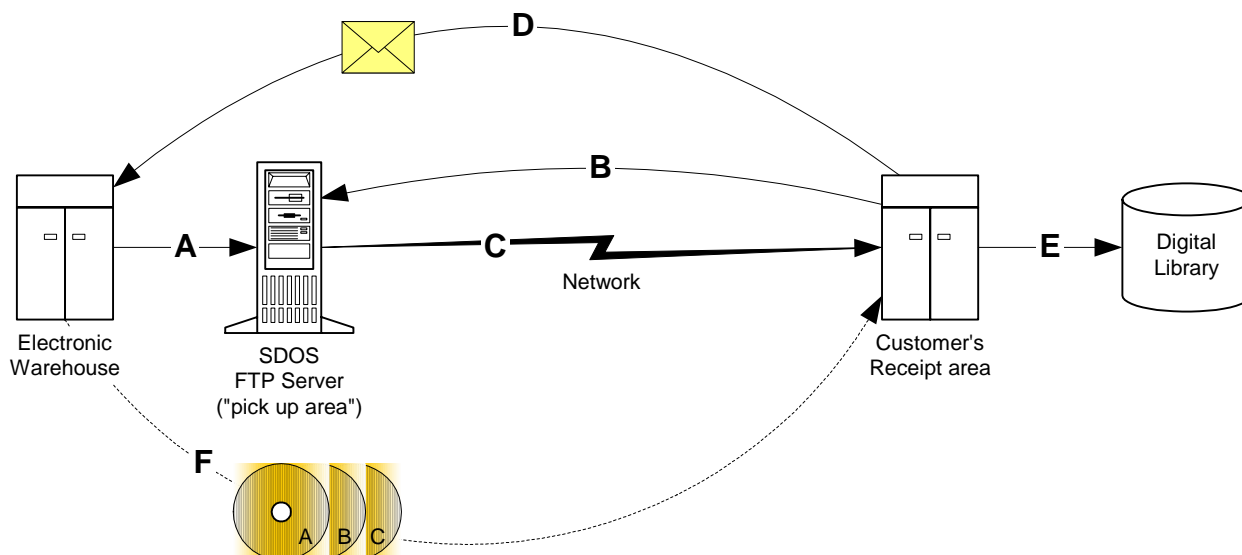 D
B
A
C
E
Network
Digital
Library
Electronic
Warehouse
SDOS
FTP Server
("pick up area")
Customer's
Receipt area
F
A
B
C